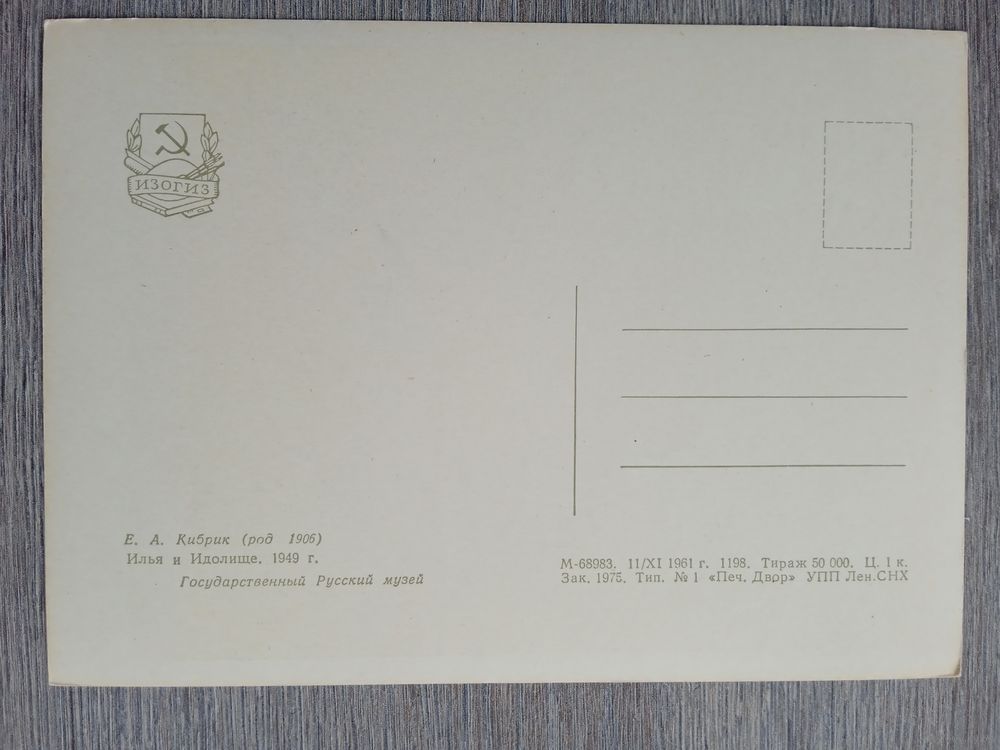 ИЗОГИЗ
Е. А. Кибрик (род 1906)
Илья и Идолище. 1949 г.
Государственный Русский музей
М-68983. 11/XI 1961 г. 1198. Тираж 50 000. Ц. 1 к.
Зак. 1975. Тип. № 1 «Печ. Двор» УПП Лен.СНХ